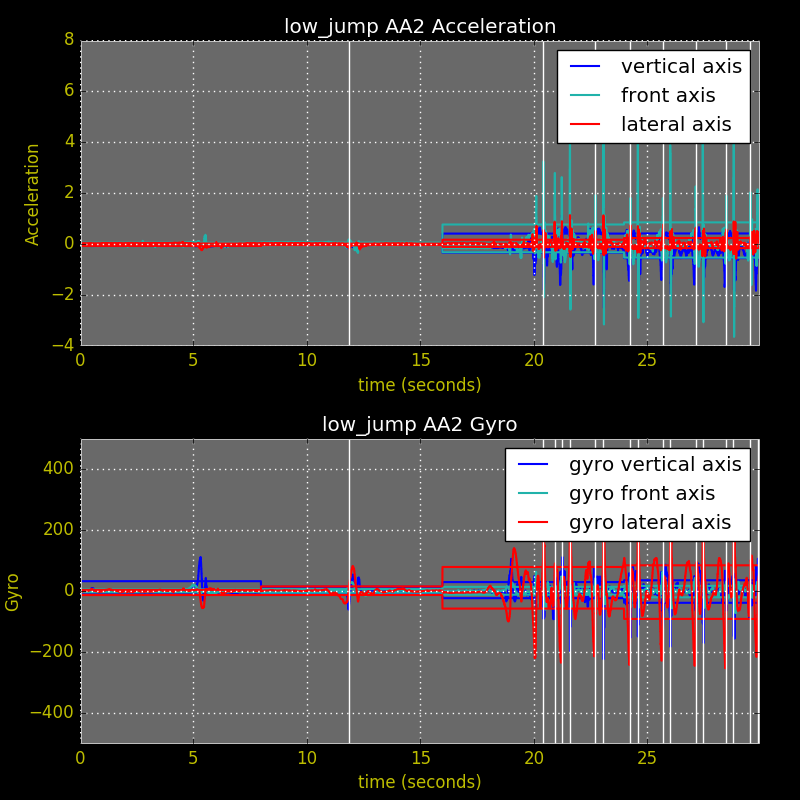 low_jump AA2 Acceleration
8
6
4
2
0
−2
−4
Acceleration
vertical axis
front axis
lateral axis
0 5 10 15 20 25
time (seconds)
low_jump AA2 Gyro
400
200
0
−200
−400
Gyro
gyro vertical axis
gyro front axis
gyro lateral axis
0 5 10 15 20 25
time (seconds)